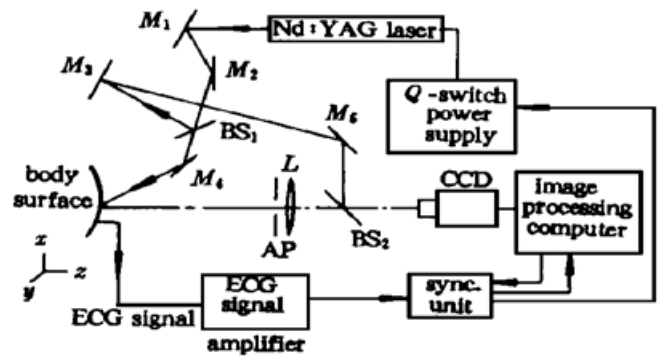 M₁
Nd:YAG laser
M₃
M₂
M₅
Q-switch
power
supply
BS₁
body
surface
M₄
L
CCD
Image
processing
computer
AP
BS₂
x
y
z
ECG signal
ECG
signal
amplifier
sync.
unit